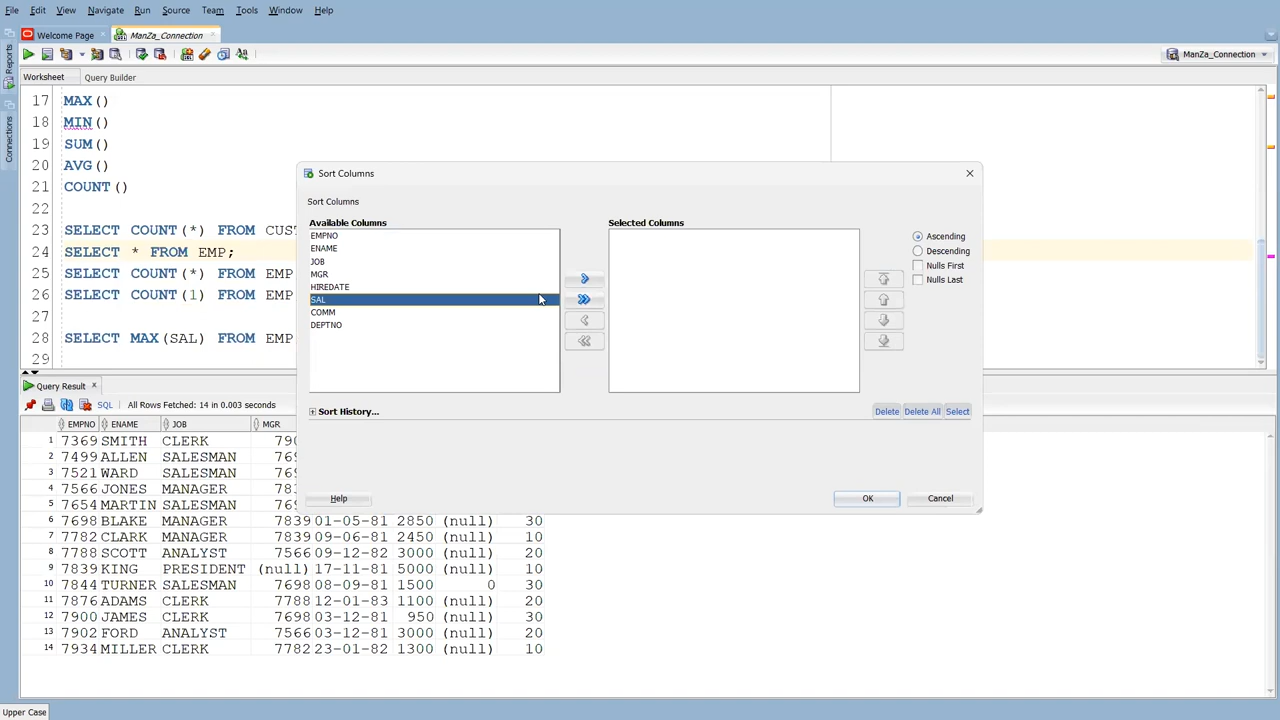 File Edit View Navigate Run Source Team Tools Window Help
Welcome Page ManZa_Connection
ManZa_Connection
Worksheet Query Builder
Reports
Connections
17 MAX()
18 MIN()
19 SUM()
20 AVG()
21 COUNT()
22
23 SELECT COUNT(*) FROM CUST
24 SELECT * FROM EMP;
25 SELECT COUNT(*) FROM EMP
26 SELECT COUNT(1) FROM EMP
27
28 SELECT MAX(SAL) FROM EMP
29
Sort Columns
Sort Columns
Available Columns Selected Columns
EMPNO
ENAME
JOB
MGR
HIREDATE
SAL
COMM
DEPTNO
Ascending
Descending
Nulls First
Nulls Last
Sort History...
Delete Delete All Select
Help OK Cancel
Query Result
SQL All Rows Fetched: 14 in 0.003 seconds
EMPNO ENAME JOB MGR
1 7369 SMITH CLERK 790
2 7499 ALLEN SALESMAN 769
3 7521 WARD SALESMAN 769
4 7566 JONES MANAGER 783
5 7654 MARTIN SALESMAN 769
6 7698 BLAKE MANAGER 7839 01-05-81 2850 (null) 30
7 7782 CLARK MANAGER 7839 09-06-81 2450 (null) 10
8 7788 SCOTT ANALYST 7566 09-12-82 3000 (null) 20
9 7839 KING PRESIDENT (null) 17-11-81 5000 (null) 10
10 7844 TURNER SALESMAN 7698 08-09-81 1500 0 30
11 7876 ADAMS CLERK 7788 12-01-83 1100 (null) 20
12 7900 JAMES CLERK 7698 03-12-81 950 (null) 30
13 7902 FORD ANALYST 7566 03-12-81 3000 (null) 20
14 7934 MILLER CLERK 7782 23-01-82 1300 (null) 10
Upper Case